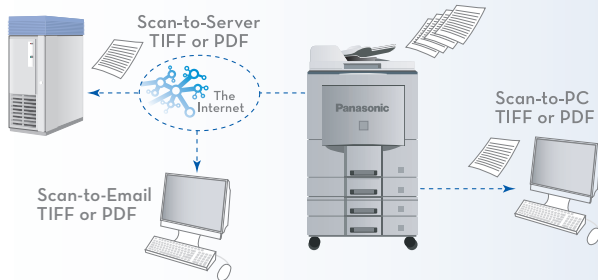 Scan-to-Server
TIFF or PDF
The
Internet
Panasonic
Scan-to-PC
TIFF or PDF
Scan-to-Email
TIFF or PDF